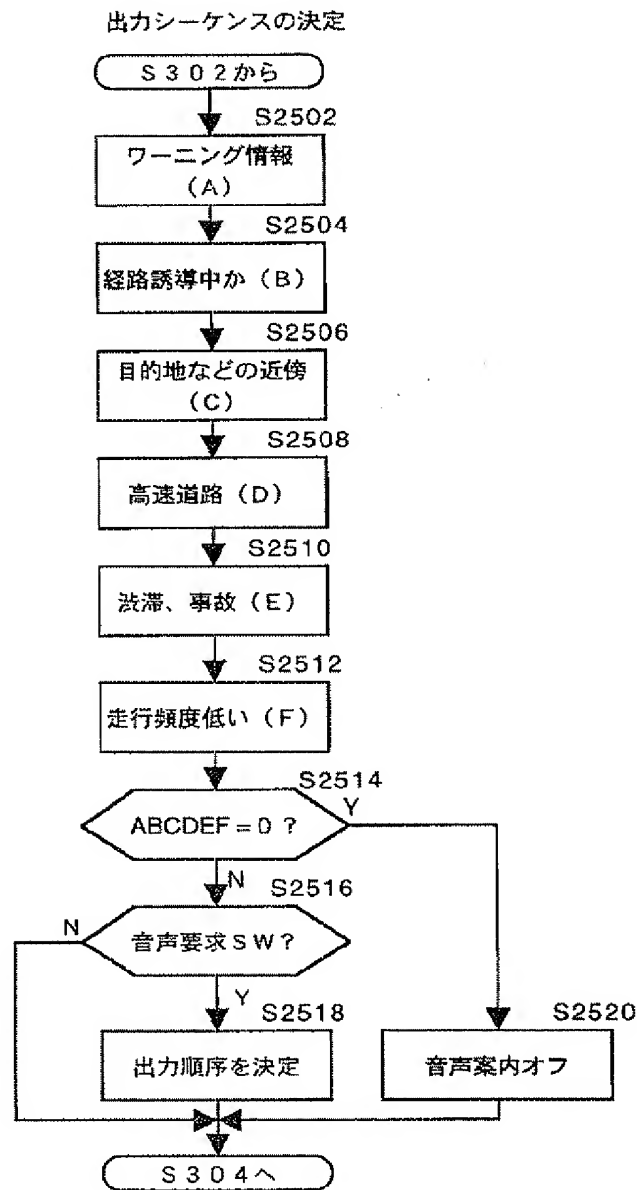 出力シーケンスの決定
S302から
S2502
ワーニング情報
(A)
S2504
経路誘導中か(B)
S2506
目的地などの近傍
(C)
S2508
高速道路(D)
S2510
渋滞、事故(E)
S2512
走行頻度低い(F)
S2514
ABCDEF=0?
Y
N
S2516
N
音声要求SW?
Y
S2518
S2520
出力順序を決定
音声案内オフ
S304へ